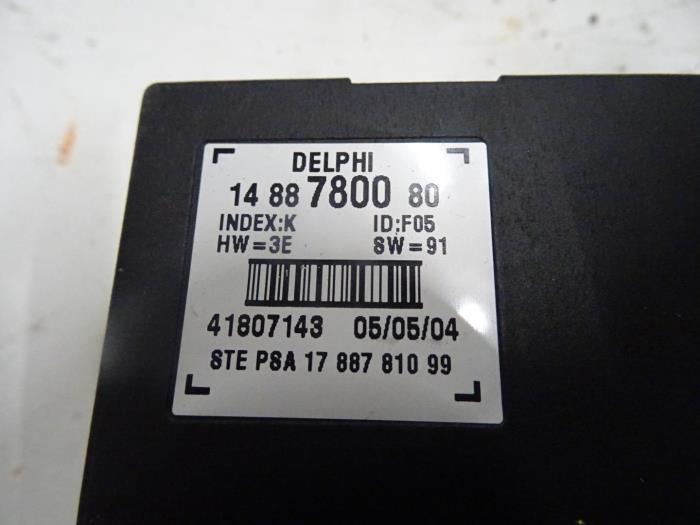 DELPHI
14 88 7800 80
INDEX:K ID:F05
HW=3E SW=91
41807143 05/05/04
STE PSA 17 887 810 99